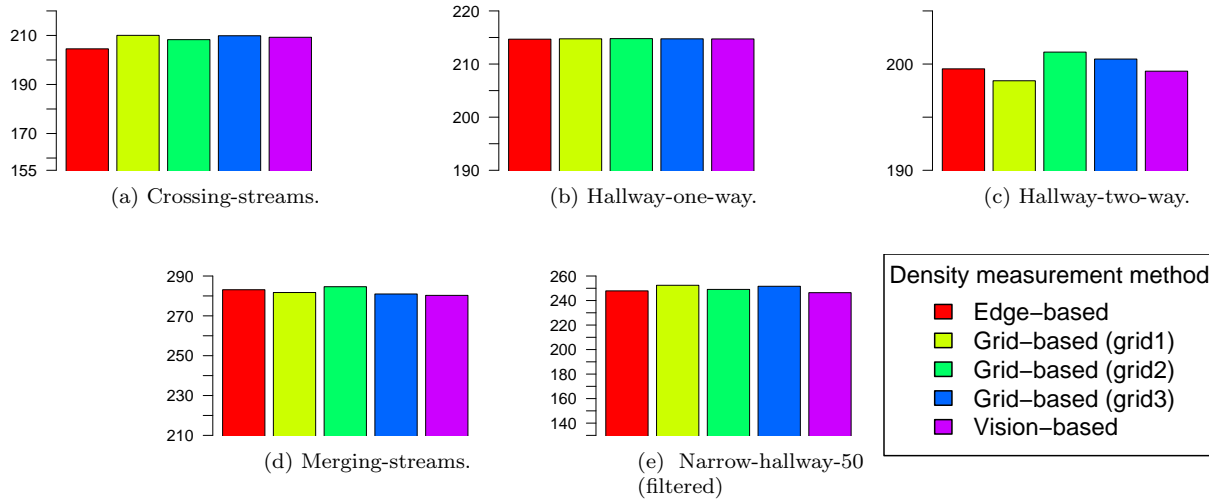 210
190
170
155
(a) Crossing-streams.
220
210
200
190
(b) Hallway-one-way.
200
190
(c) Hallway-two-way.
290
270
250
230
210
(d) Merging-streams.
260
240
220
200
180
160
140
(e) Narrow-hallway-50
(filtered)
Density measurement method
Edge−based
Grid−based (grid1)
Grid−based (grid2)
Grid−based (grid3)
Vision−based